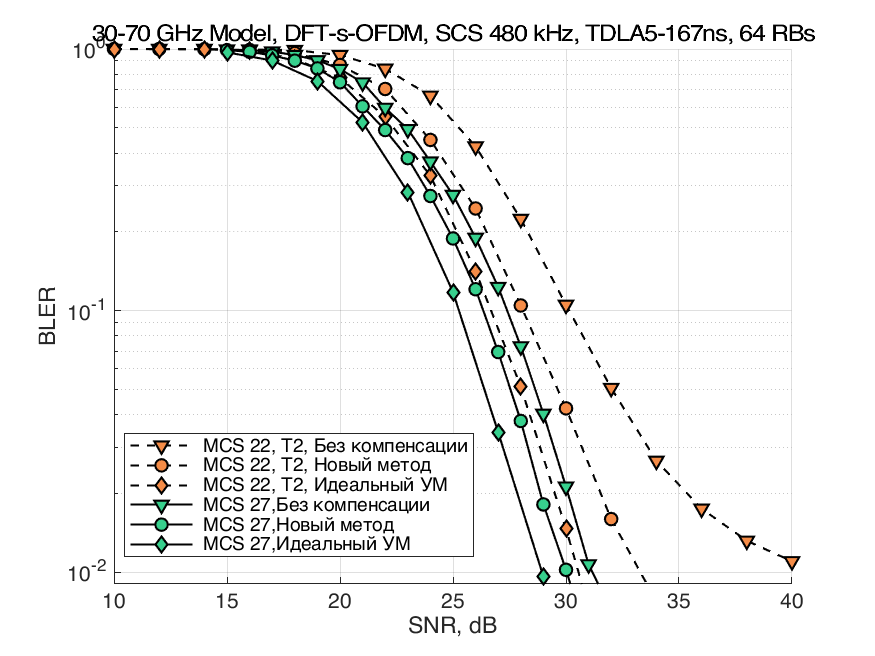 30-70 GHz Model, DFT-s-OFDM, SCS 480 kHz, TDLA5-167ns, 64 RBs
10⁰
10⁻¹
10⁻²
BLER
MCS 22, T2, Без компенсации
MCS 22, T2, Новый метод
MCS 22, T2, Идеальный УМ
MCS 27,Без компенсации
MCS 27,Новый метод
MCS 27,Идеальный УМ
10 15 20 25 30 35 40
SNR, dB